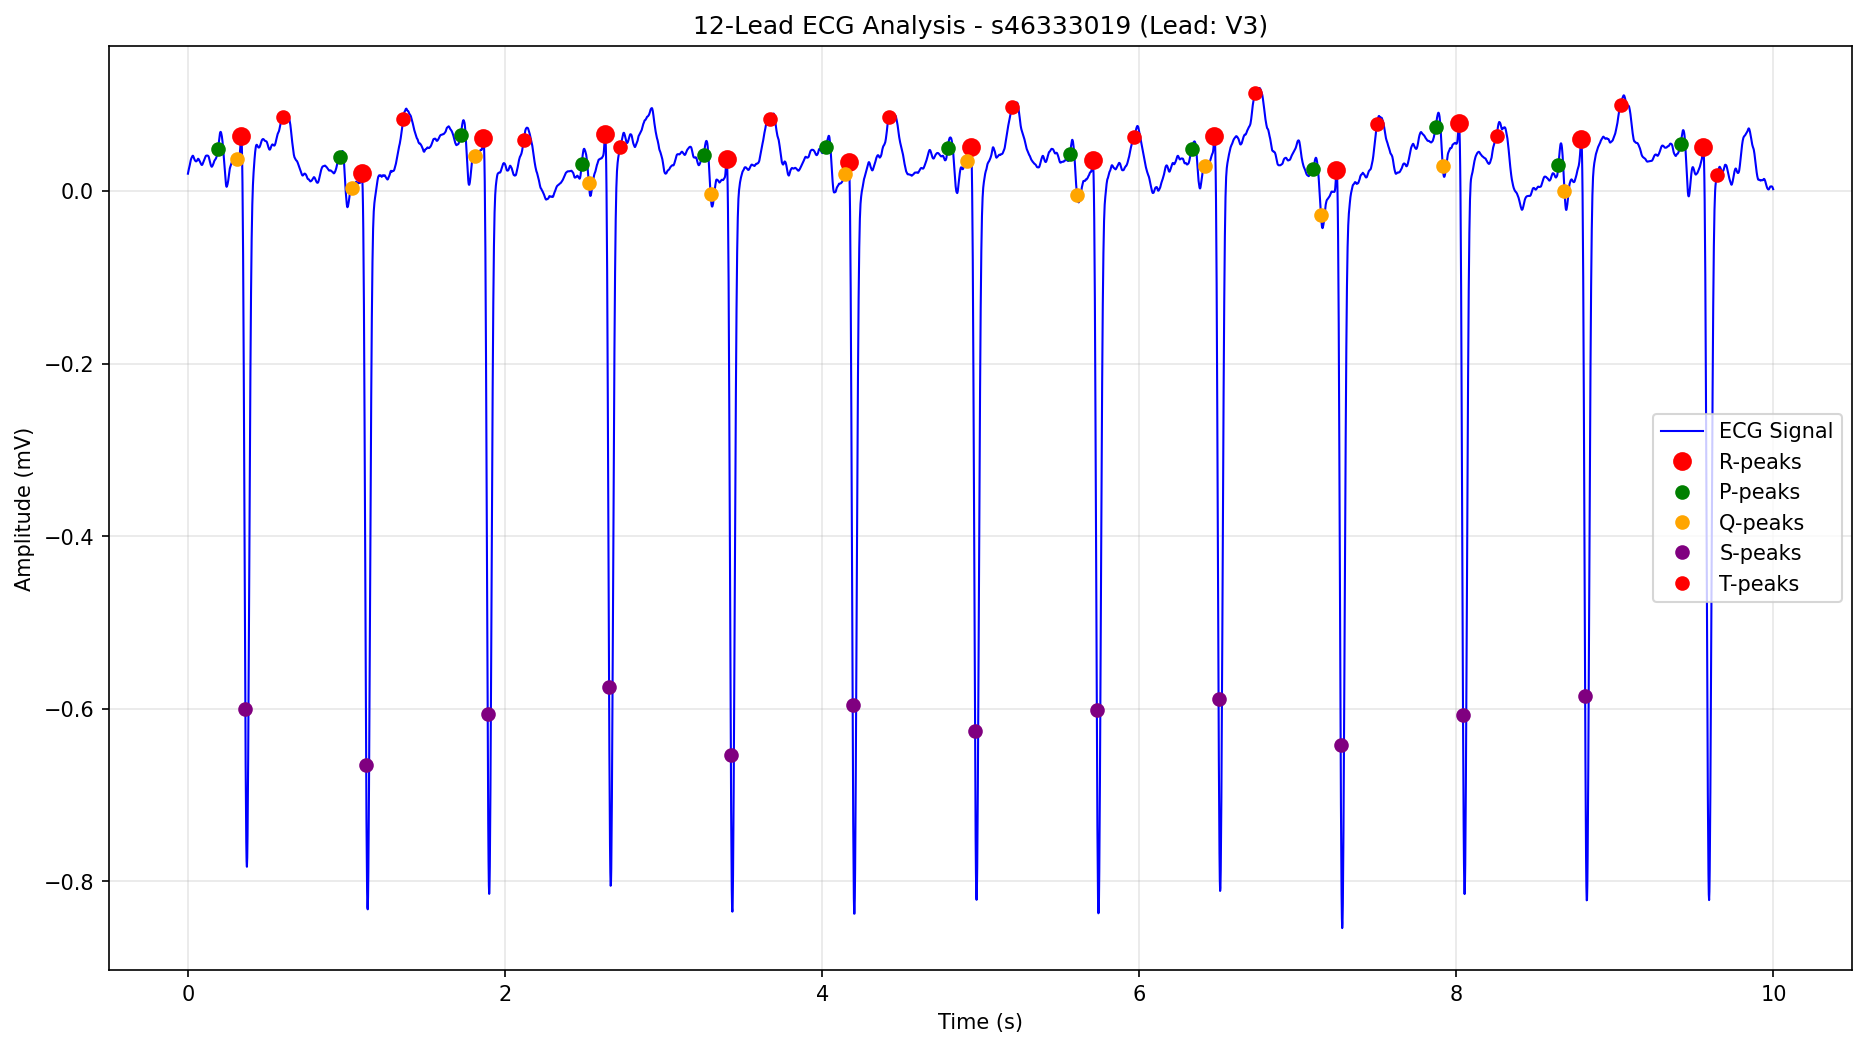 12-Lead ECG Analysis - s46333019 (Lead: V3)
0.0
−0.2
−0.4
−0.6
−0.8
Amplitude (mV)
ECG Signal
R-peaks
P-peaks
Q-peaks
S-peaks
T-peaks
0 2 4 6 8 10
Time (s)